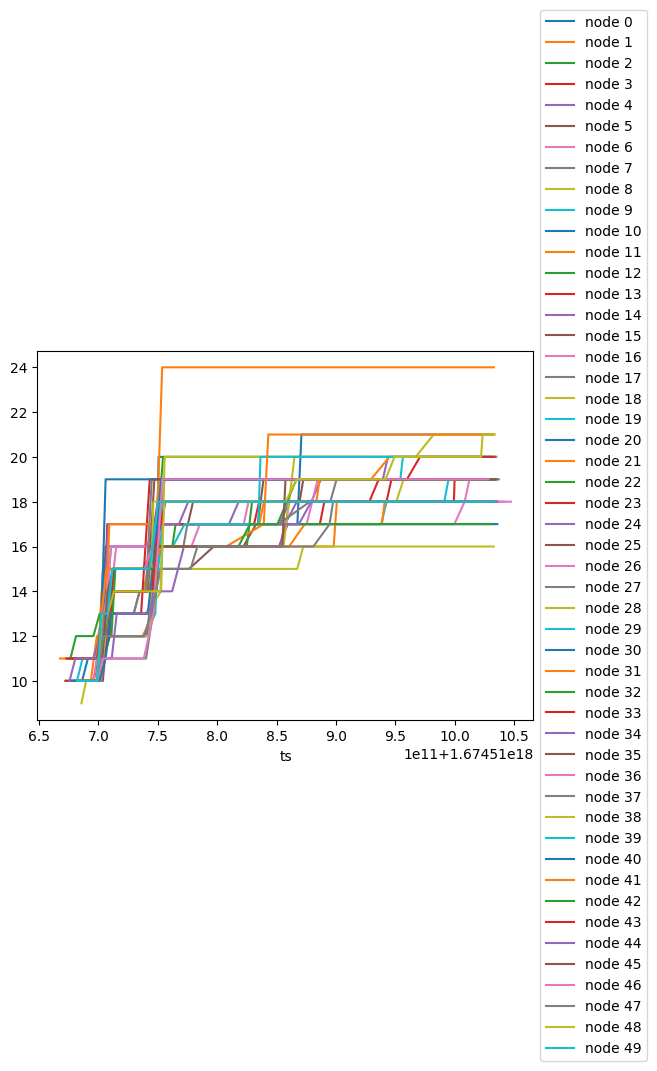 node 0
node 1
node 2
node 3
node 4
node 5
node 6
node 7
node 8
node 9
node 10
node 11
node 12
node 13
node 14
node 15
node 16
node 17
node 18
node 19
node 20
node 21
node 22
node 23
node 24
node 25
node 26
node 27
node 28
node 29
node 30
node 31
node 32
node 33
node 34
node 35
node 36
node 37
node 38
node 39
node 40
node 41
node 42
node 43
node 44
node 45
node 46
node 47
node 48
node 49
24
22
20
18
16
14
12
10
6.5 7.0 7.5 8.0 8.5 9.0 9.5 10.0 10.5
ts
1e11+1.67451e18